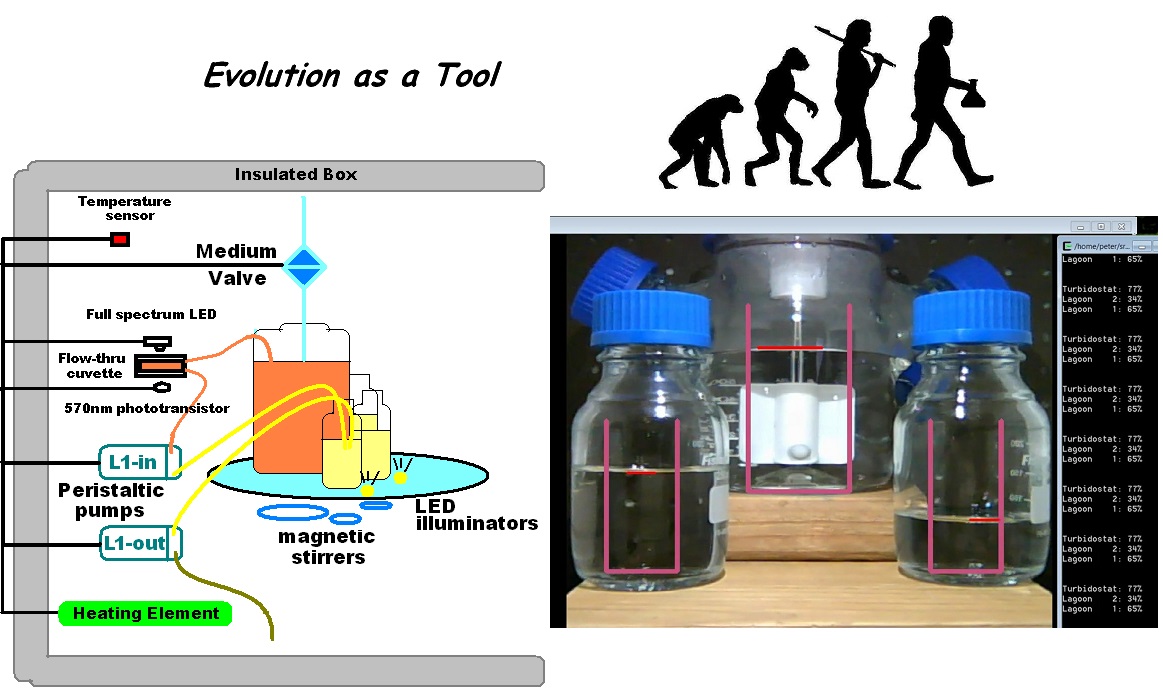 Evolution as a Tool
Insulated Box
Temperature
sensor
Medium
Valve
Full spectrum LED
Flow-thru
cuvette
570nm phototransistor
L1-in
Peristaltic
pumps
L1-out
LED
illuminators
magnetic
stirrers
Heating Element
/home/peter/sr...
Lagoon 1: 65%
Turbidostat: 77%
Lagoon 2: 34%
Lagoon 1: 65%
Turbidostat: 77%
Lagoon 2: 34%
Lagoon 1: 65%
Turbidostat: 77%
Lagoon 2: 34%
Lagoon 1: 65%
Turbidostat: 77%
Lagoon 2: 34%
Lagoon 1: 65%
Turbidostat: 77%
Lagoon 2: 34%
Lagoon 1: 65%
Turbidostat: 77%
Lagoon 2: 34%
Lagoon 1: 65%
Turbidostat: 77%
Lagoon 2: 34%
Lagoon 1: 65%